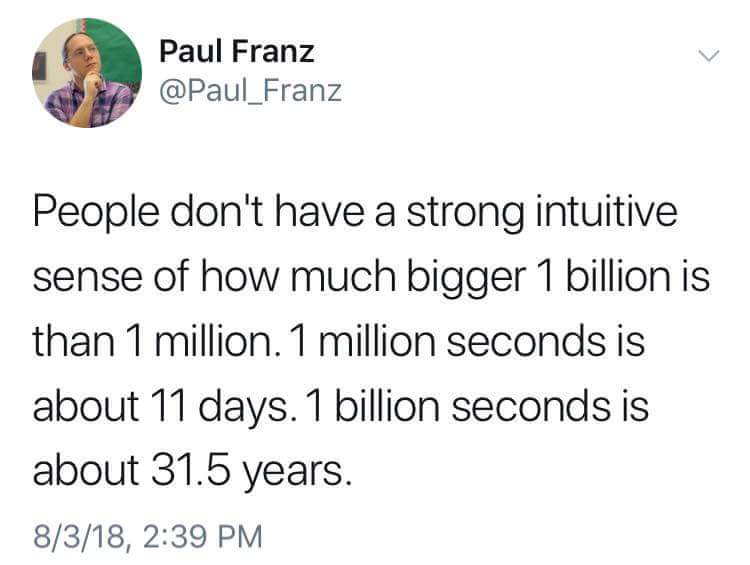 Paul Franz
@Paul_Franz
People don't have a strong intuitive
sense of how much bigger 1 billion is
than 1 million. 1 million seconds is
about 11 days. 1 billion seconds is
about 31.5 years.
8/3/18, 2:39 PM